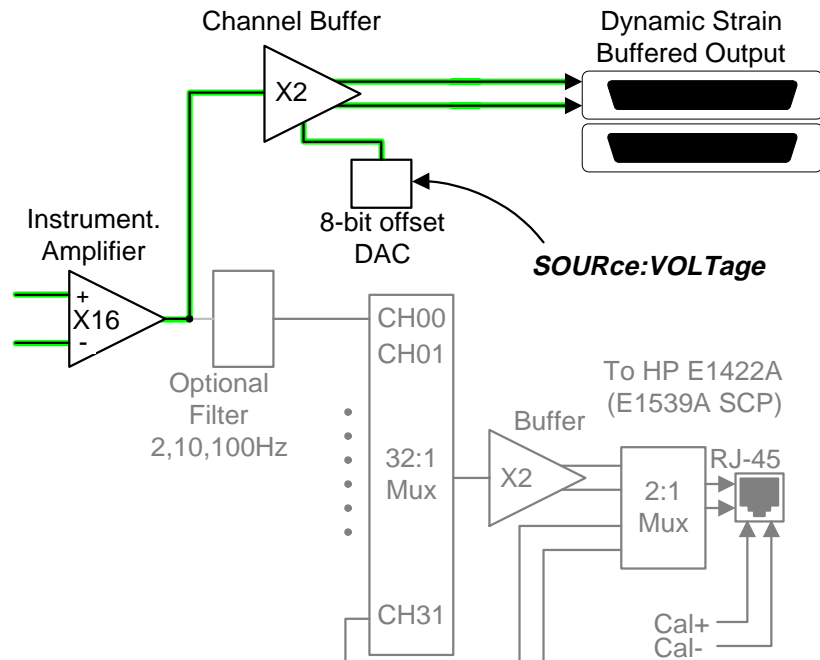 Channel Buffer
Dynamic Strain
Buffered Output
X2
8-bit offset
DAC
SOURce:VOLTage
Instrument.
Amplifier
+
X16
-
Optional
Filter
2,10,100Hz
CH00
CH01
32:1
Mux
CH31
Buffer
X2
To HP E1422A
(E1539A SCP)
RJ-45
2:1
Mux
Cal+
Cal-